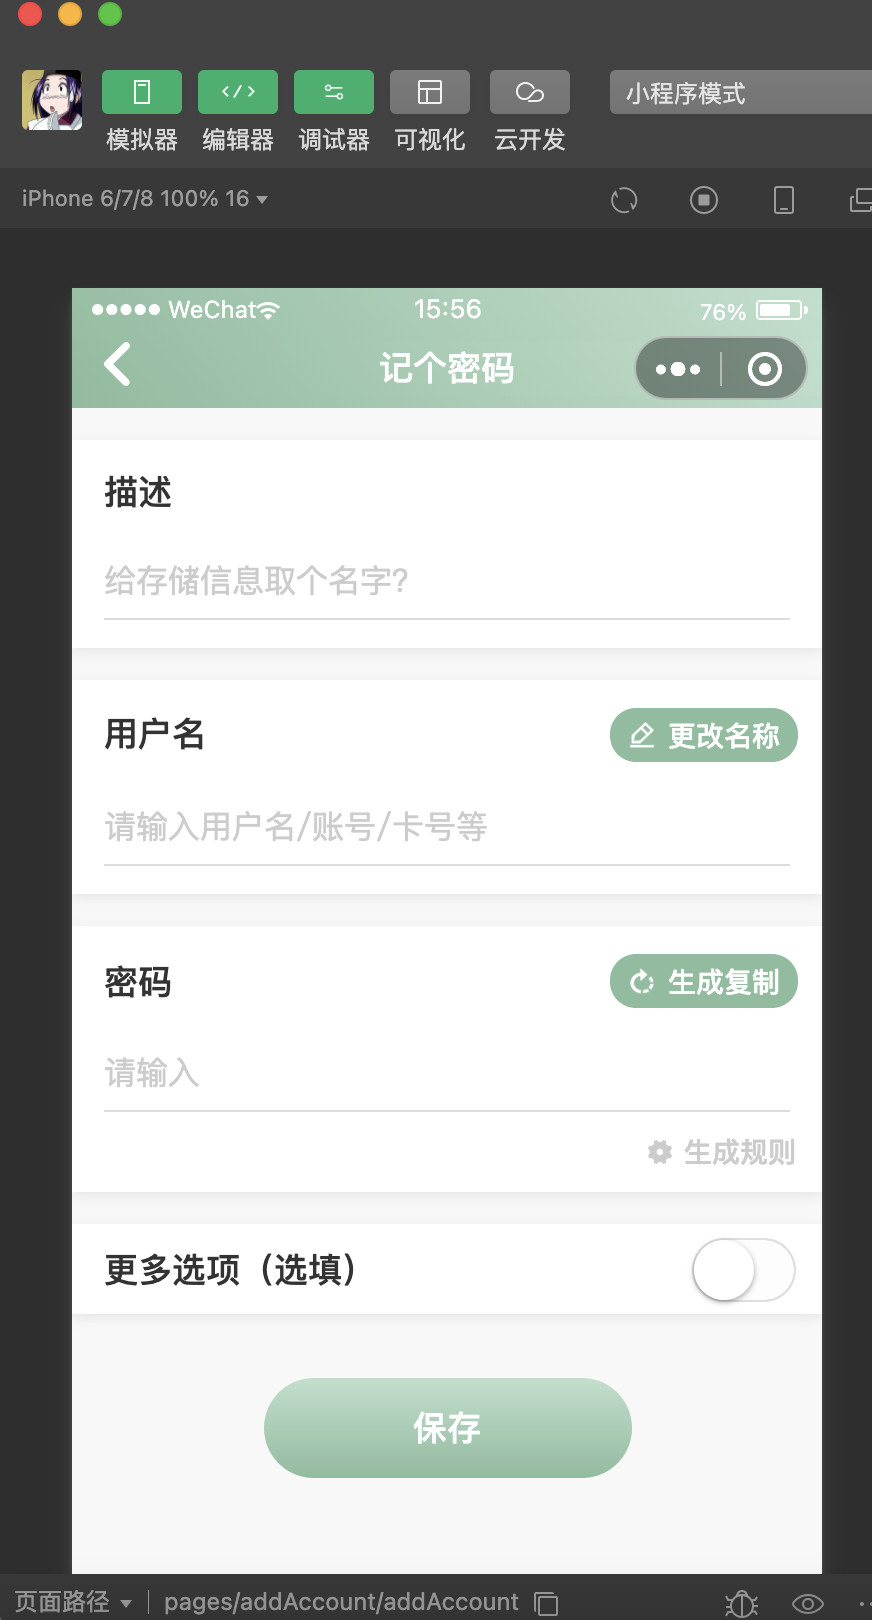 模拟器 编辑器 调试器 可视化 云开发 小程序模式
iPhone 6/7/8 100% 16
WeChat 15:56 76%
记个密码
描述
给存储信息取个名字?
用户名 更改名称
请输入用户名/账号/卡号等
密码 生成复制
请输入
生成规则
更多选项（选填）
保存
页面路径 pages/addAccount/addAccount